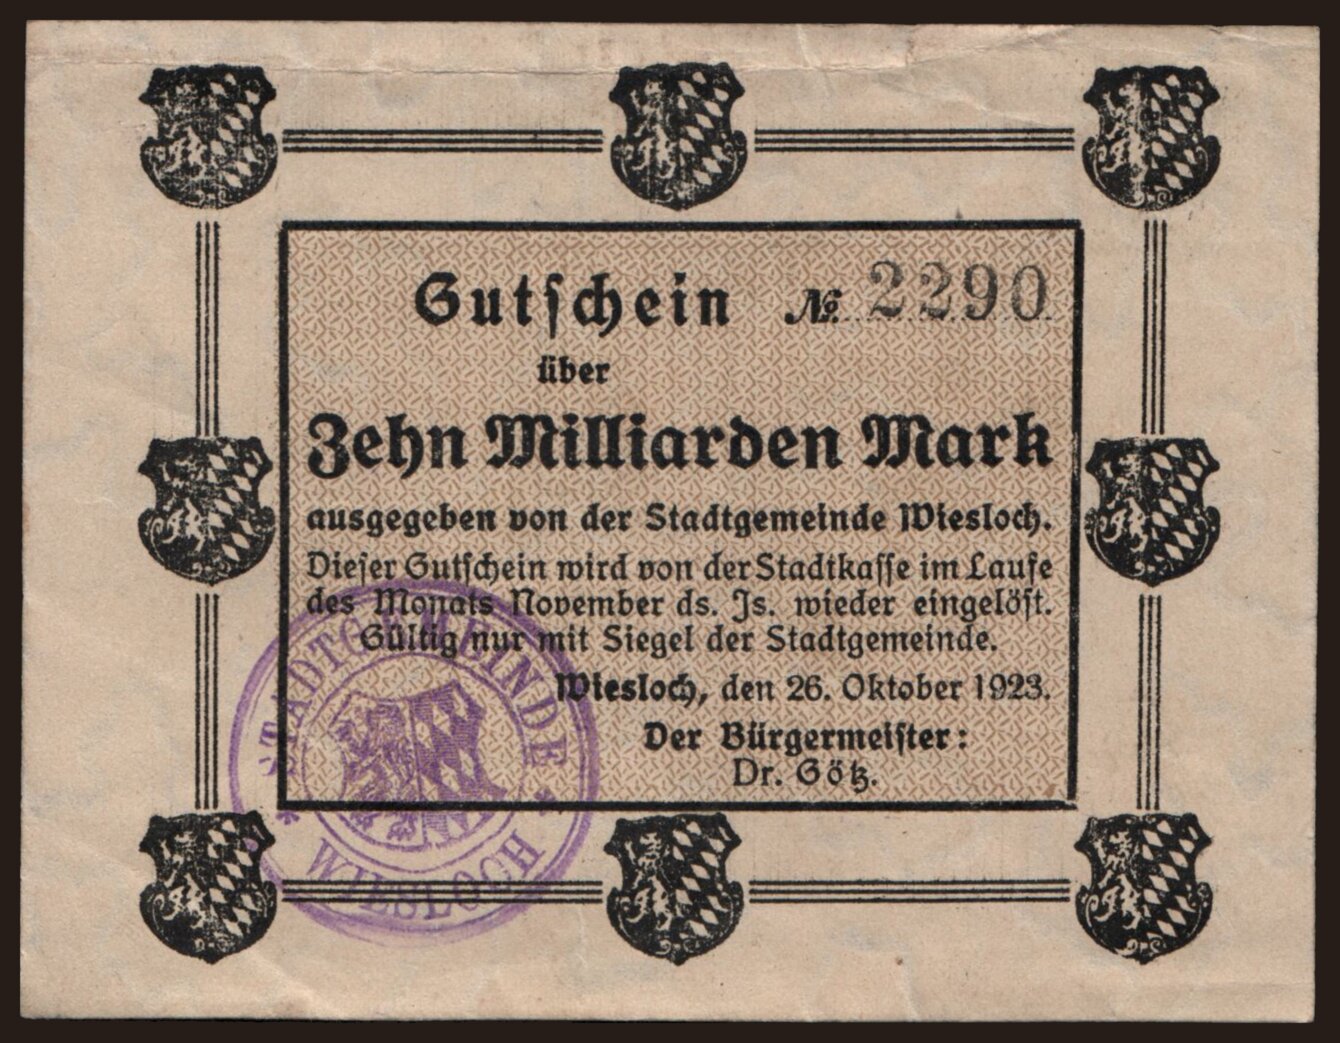 Gutschein № 2290
über
Zehn Milliarden Mark
ausgegeben von der Stadtgemeinde Wiesloch.
Dieser Gutschein wird von der Stadtkasse im Laufe
des Monats November ds. Js. wieder eingelöst.
Gültig nur mit Siegel der Stadtgemeinde.
Wiesloch, den 26. Oktober 1923.
Der Bürgermeister:
Dr. Götz.
STADTGEMEINDE
* WIESLOCH *